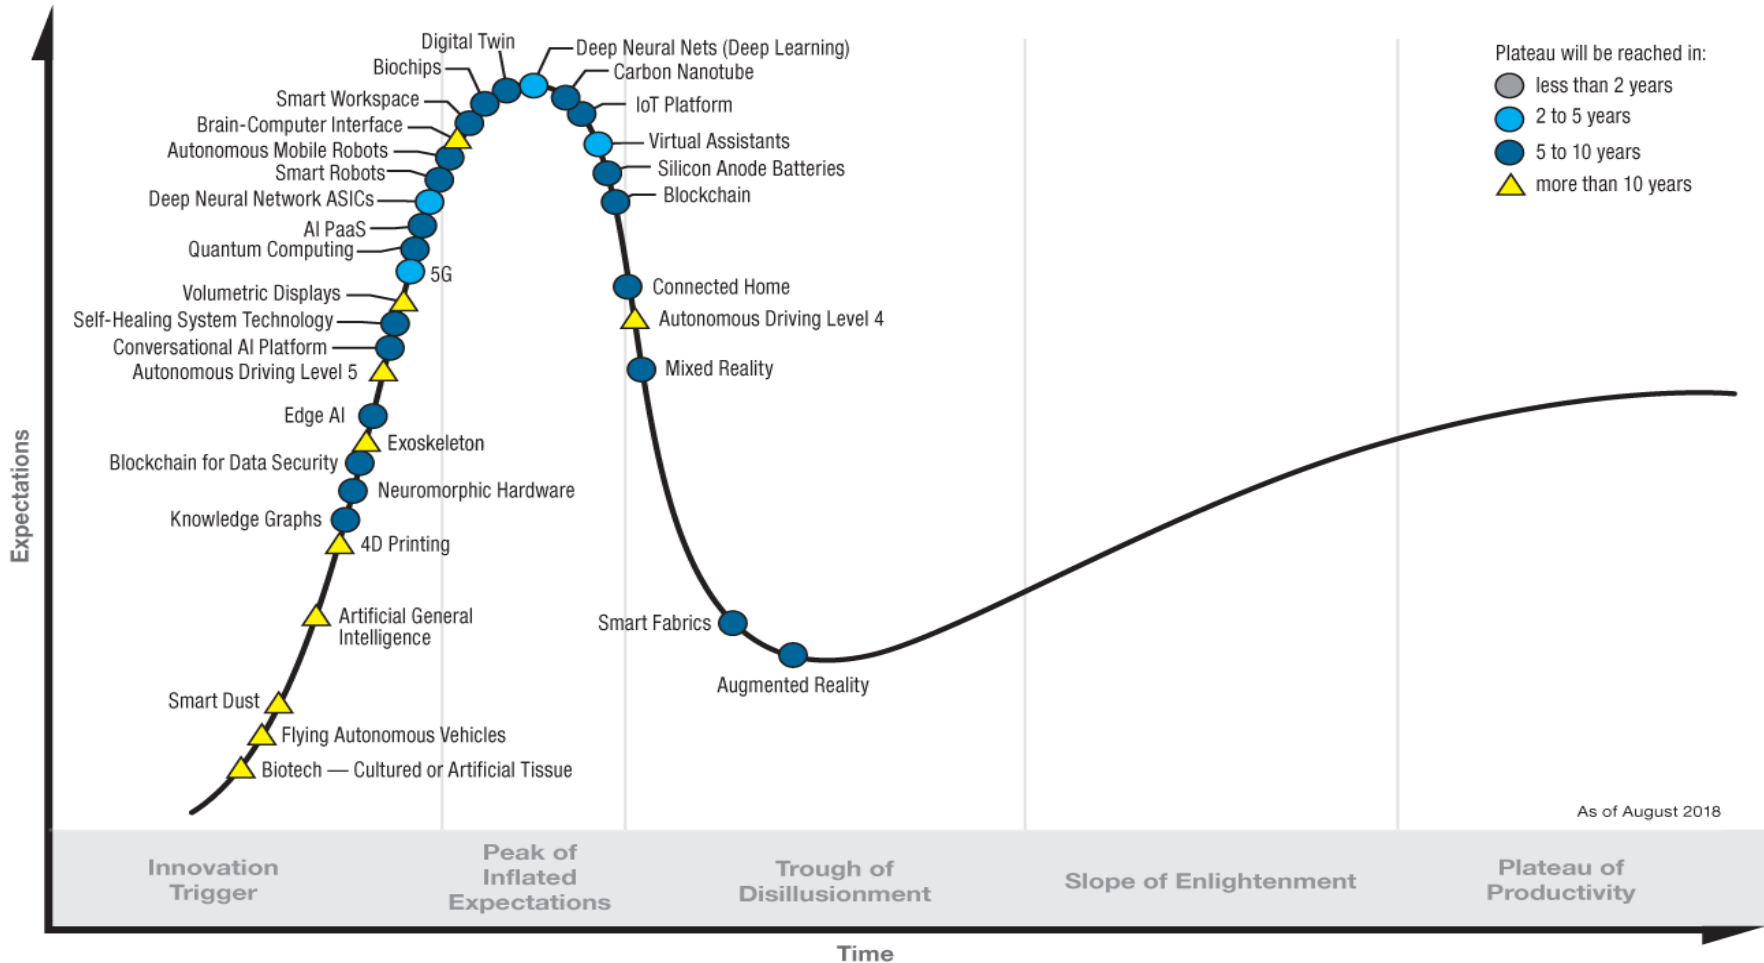 Digital Twin
Deep Neural Nets (Deep Learning)
Biochips
Carbon Nanotube
Smart Workspace
IoT Platform
Brain-Computer Interface
Virtual Assistants
Autonomous Mobile Robots
Silicon Anode Batteries
Smart Robots
Blockchain
Deep Neural Network ASICs
AI PaaS
Quantum Computing
5G
Volumetric Displays
Connected Home
Self-Healing System Technology
Autonomous Driving Level 4
Conversational AI Platform
Mixed Reality
Autonomous Driving Level 5
Edge AI
Exoskeleton
Blockchain for Data Security
Neuromorphic Hardware
Knowledge Graphs
4D Printing
Artificial General
Intelligence
Smart Fabrics
Augmented Reality
Smart Dust
Flying Autonomous Vehicles
Biotech — Cultured or Artificial Tissue
Plateau will be reached in:
less than 2 years
2 to 5 years
5 to 10 years
more than 10 years
As of August 2018
Expectations
Innovation
Trigger
Peak of
Inflated
Expectations
Trough of
Disillusionment
Slope of Enlightenment
Plateau of
Productivity
Time